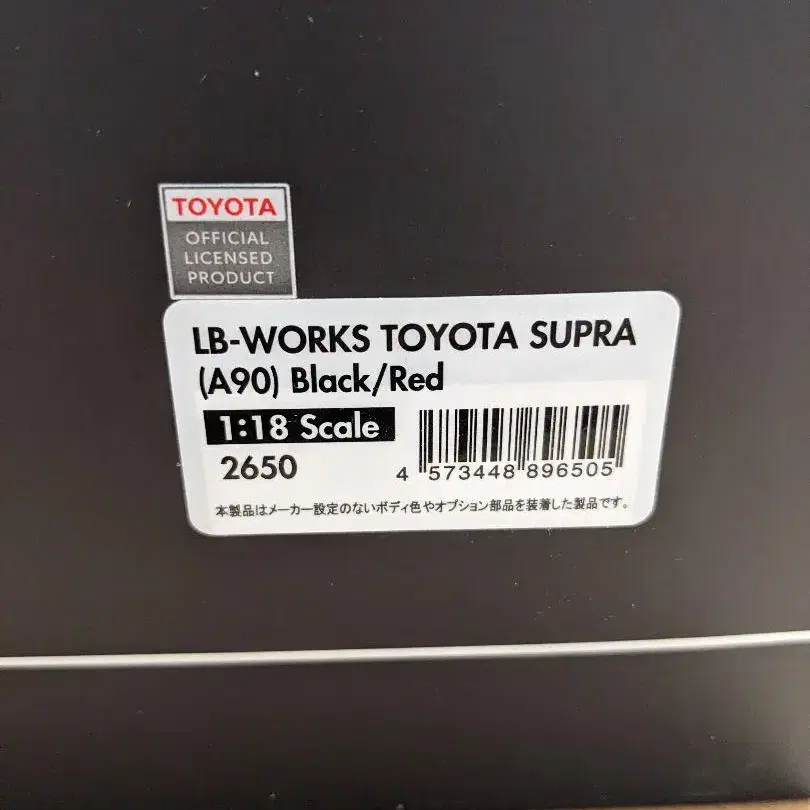 TOYOTA
OFFICIAL
LICENSED
PRODUCT
LB-WORKS TOYOTA SUPRA
(A90) Black/Red
1:18 Scale
2650
4 573448 896505
本製品はメーカー設定のないボディ色やオプション部品を装着した製品です。